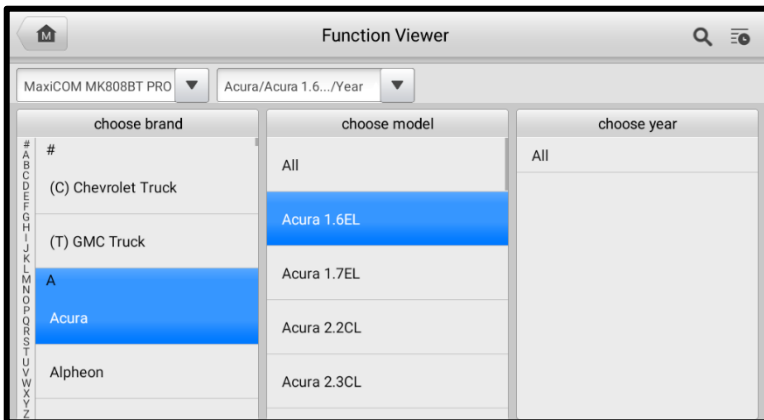 M
Function Viewer
MaxiCOM MK808BT PRO
Acura/Acura 1.6.../Year
choose brand
#
A
B
C
D
E
F
G
H
I
J
K
L
M
N
O
P
Q
R
S
T
U
V
W
X
Y
Z
#
(C) Chevrolet Truck
(T) GMC Truck
A
Acura
Alpheon
choose model
All
Acura 1.6EL
Acura 1.7EL
Acura 2.2CL
Acura 2.3CL
choose year
All